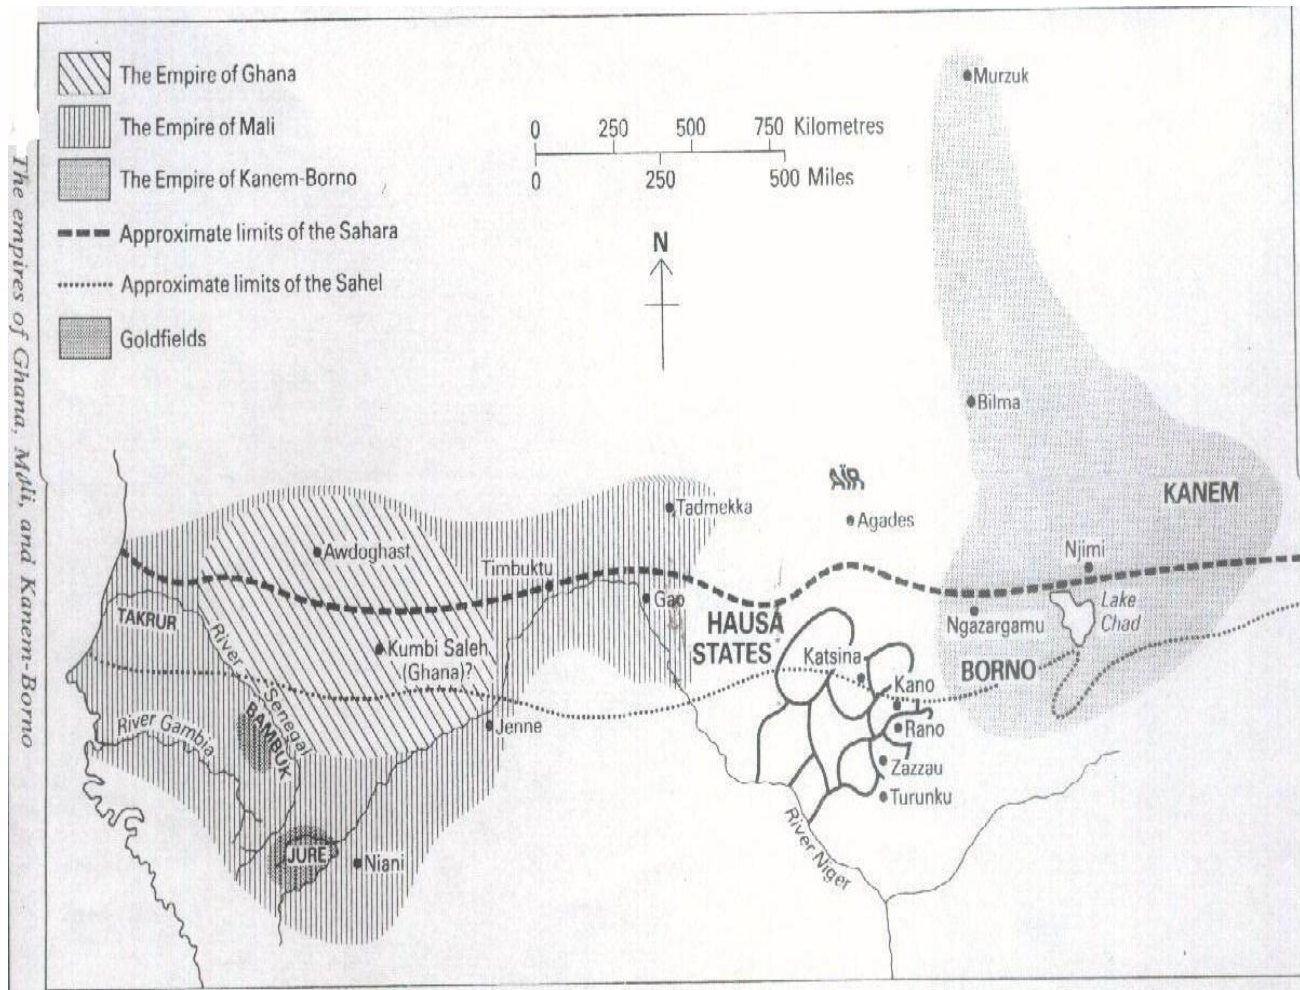 The empires of Ghana, Mali, and Kanem-Borno
The Empire of Ghana
The Empire of Mali
The Empire of Kanem-Borno
Approximate limits of the Sahara
Approximate limits of the Sahel
Goldfields
0 250 500 750 Kilometres
0 250 500 Miles
N
Murzuk
Bilma
KANEM
AÏR
Agades
Tadmekka
Awdoghast
Timbuktu
Njimi
Gao
Lake
Chad
TAKRUR
HAUSA
STATES
Ngazargamu
Kumbi Saleh
(Ghana)?
Katsina
BORNO
Kano
River Senegal
River Gambia
BAMBUK
Jenne
Rano
Zazzau
Turunku
JURE
Niani
River Niger